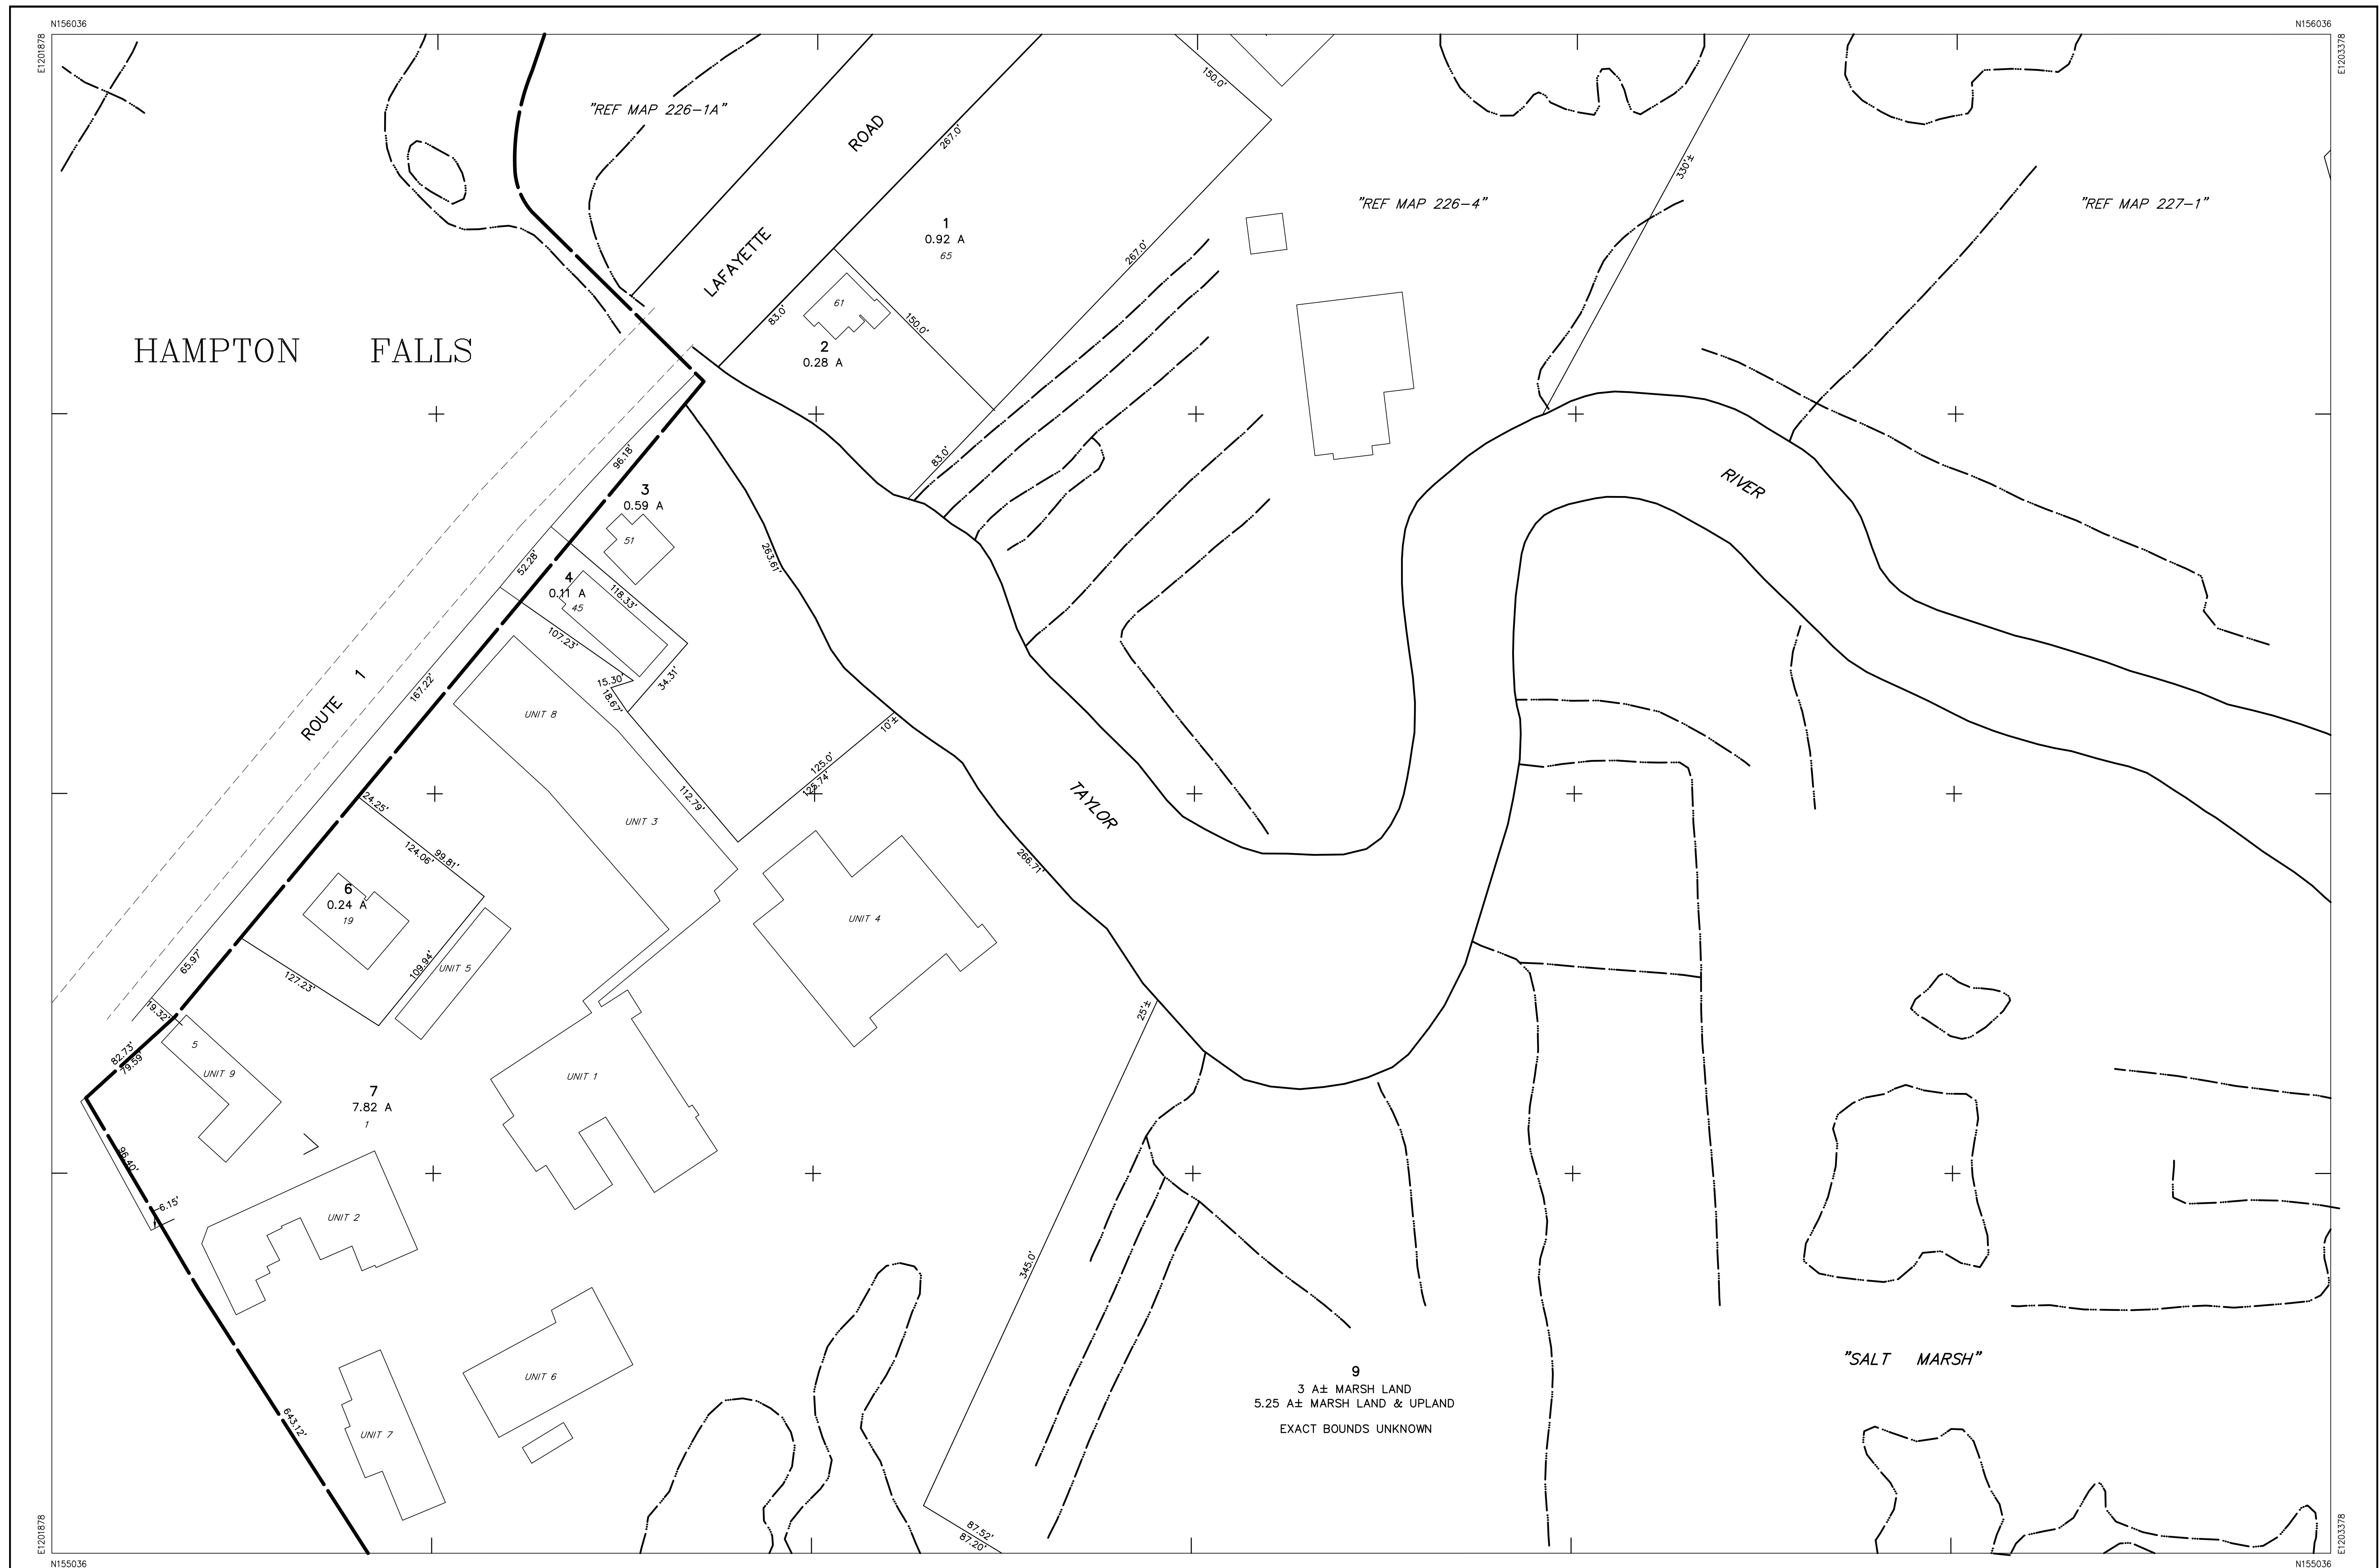 N156036
N156036
E1201878
E1203378
"REF MAP 226-1A"
150.0'
ROAD
267.0'
330'±
"REF MAP 226-4"
"REF MAP 227-1"
1
0.92 A
65
LAFAYETTE
267.0'
61
83.0'
150.0'
2
0.28 A
HAMPTON FALLS
96.18'
83.0'
RIVER
3
0.59 A
51
52.28'
263.61'
4
0.11 A
45
118.33'
107.23'
15.30'
18.67'
34.31'
ROUTE 1
167.22'
UNIT 8
10'±
125.0'
125.74'
TAYLOR
24.25'
112.79'
UNIT 3
124.06'
99.81'
266.71'
6
0.24 A
19
UNIT 4
65.97'
109.94'
UNIT 5
127.23'
19.32'
25'±
5
82.73'
79.59'
UNIT 9
UNIT 1
7
7.82 A
1
96.40'
6.15'
UNIT 2
345.0'
"SALT MARSH"
9
3 A± MARSH LAND
5.25 A± MARSH LAND & UPLAND
EXACT BOUNDS UNKNOWN
UNIT 6
643.12'
UNIT 7
87.52'
87.20'
E1201878
E1203378
N155036
N155036